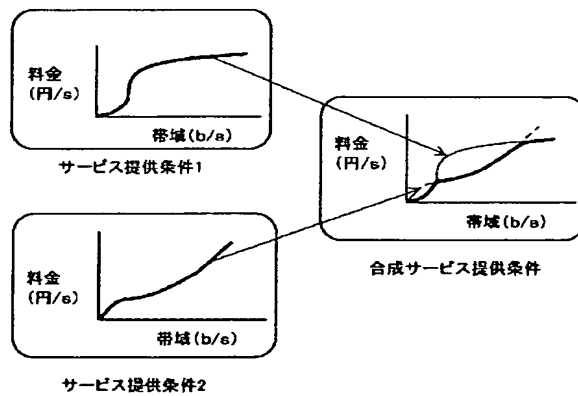 料金
(円/s)
帯域(b/s)
サービス提供条件1
料金
(円/s)
帯域(b/s)
合成サービス提供条件
料金
(円/s)
帯域(b/s)
サービス提供条件2